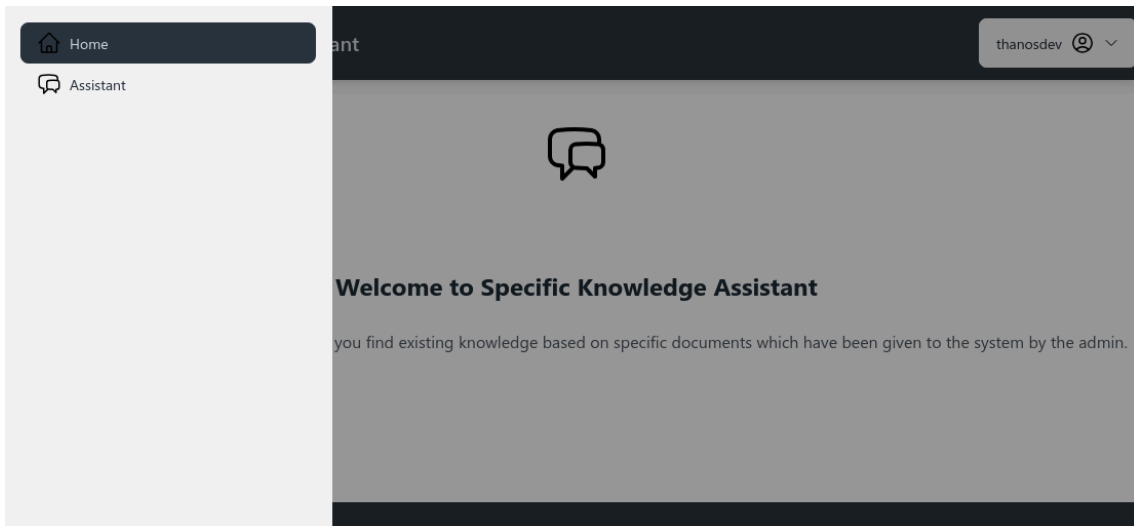 Home
Assistant
ant
thanosdev
Welcome to Specific Knowledge Assistant
you find existing knowledge based on specific documents which have been given to the system by the admin.